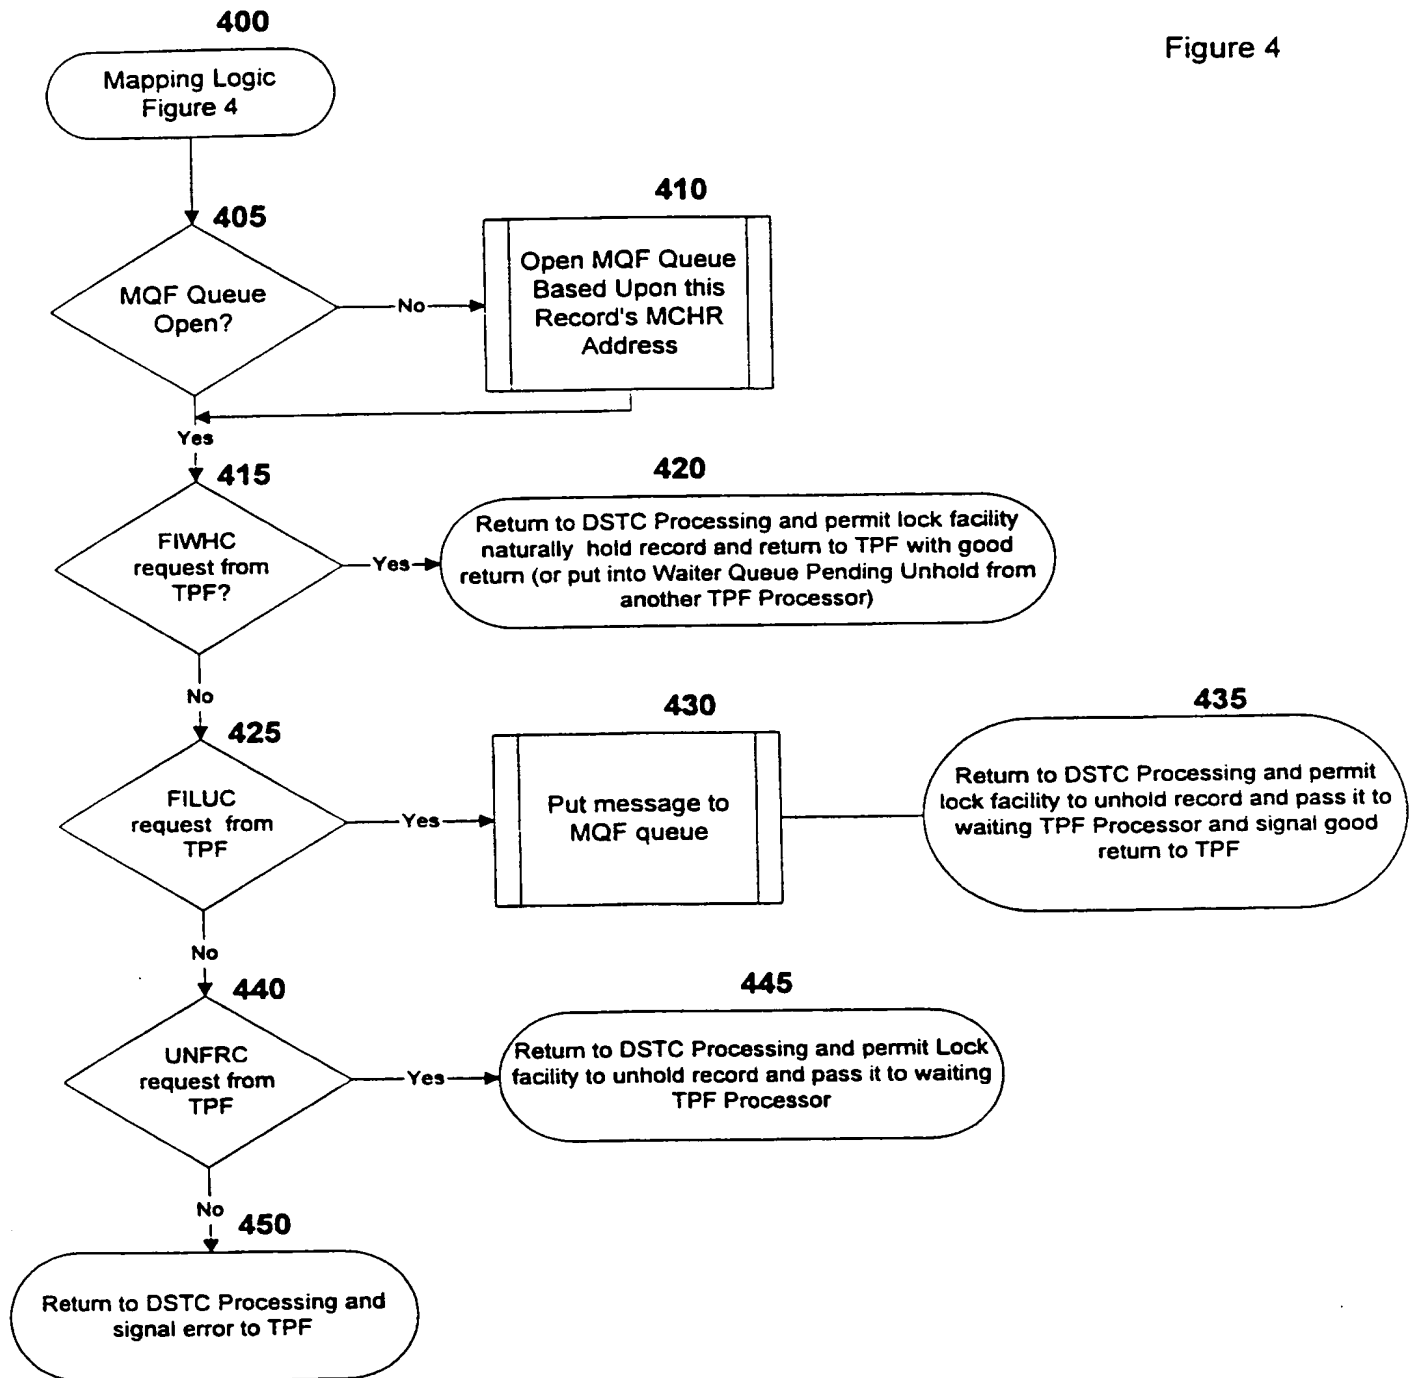 400
Figure 4
Mapping Logic
Figure 4
405
410
MQF Queue
Open?
No
Open MQF Queue
Based Upon this
Record's MCHR
Address
Yes
415
420
FIWHC
request from
TPF?
Yes
Return to DSTC Processing and permit lock facility
naturally hold record and return to TPF with good
return (or put into Waiter Queue Pending Unhold from
another TPF Processor)
No
425
430
435
FILUC
request from
TPF
Yes
Put message to
MQF queue
Return to DSTC Processing and permit
lock facility to unhold record and pass it to
waiting TPF Processor and signal good
return to TPF
No
440
445
UNFRC
request from
TPF
Yes
Return to DSTC Processing and permit Lock
facility to unhold record and pass it to waiting
TPF Processor
No
450
Return to DSTC Processing and
signal error to TPF